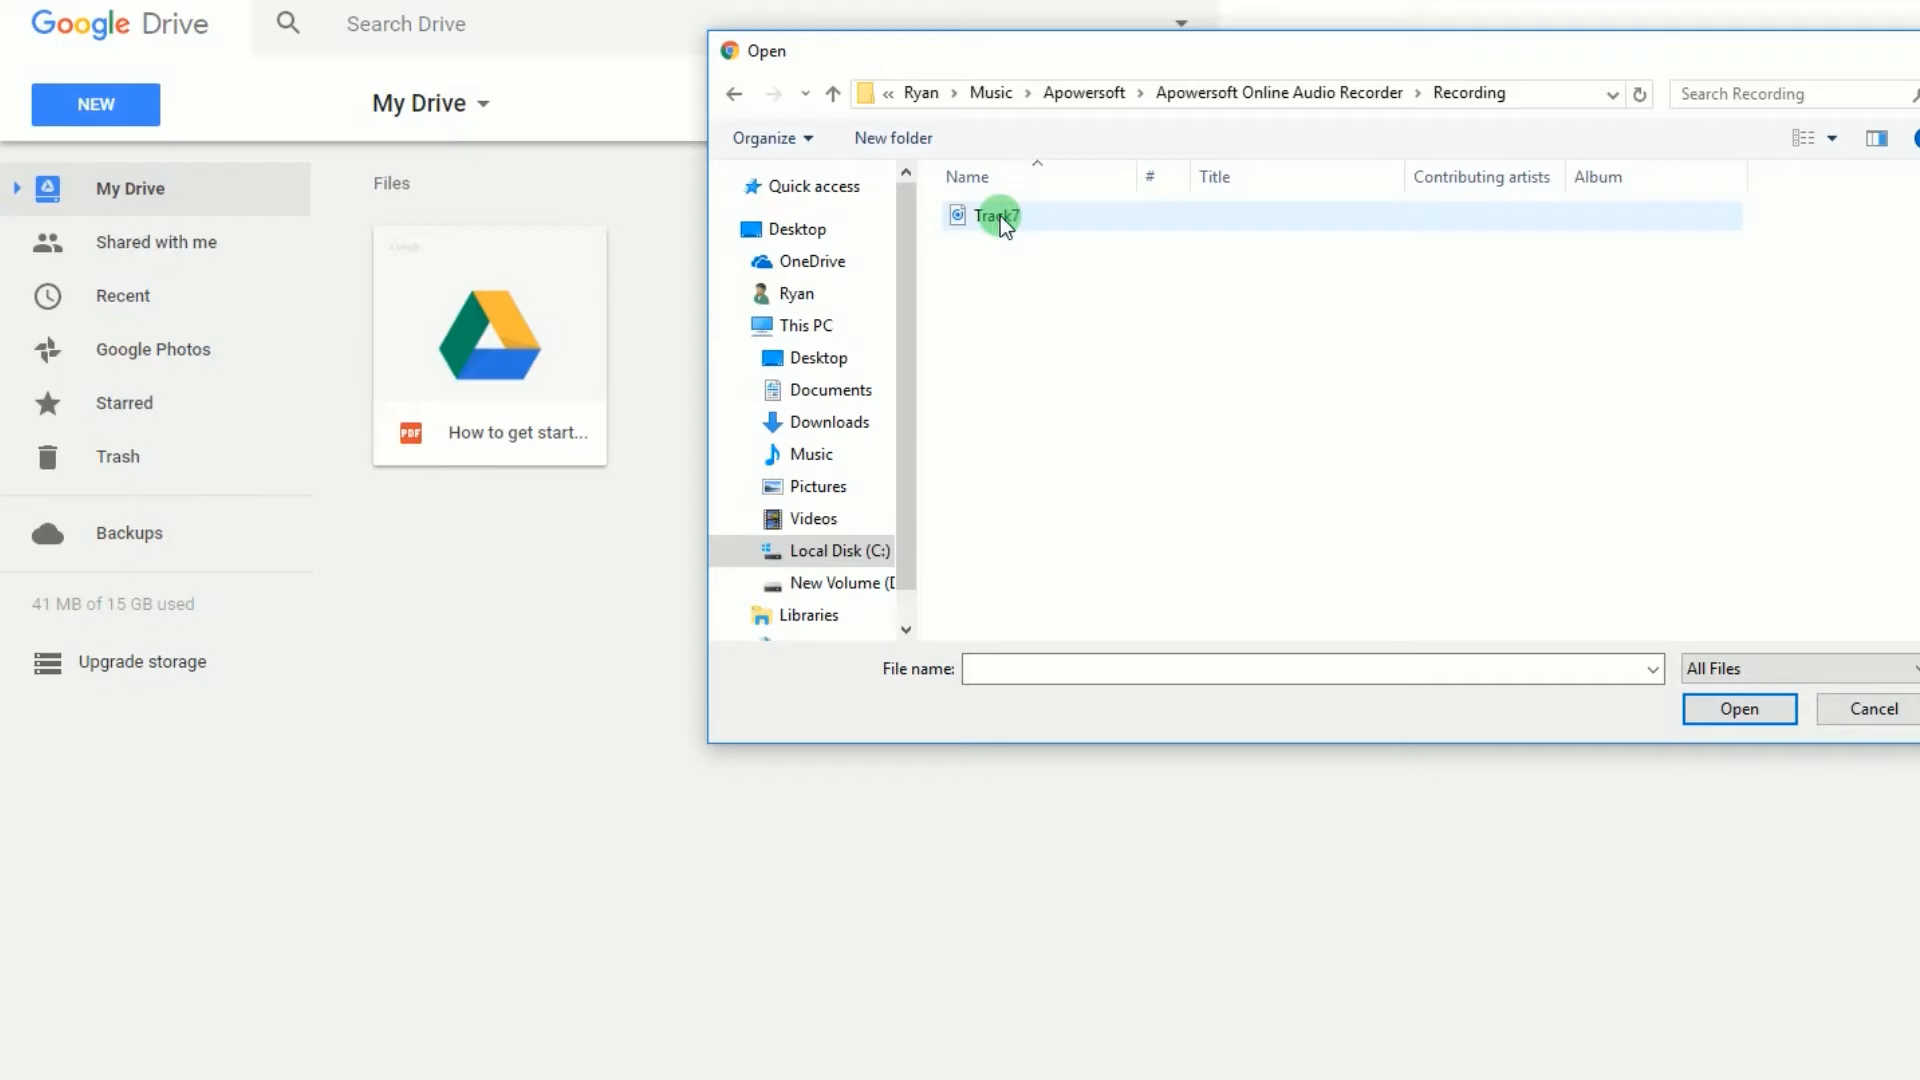 Google Drive
Search Drive
NEW
My Drive
My Drive
Shared with me
Recent
Google Photos
Starred
Trash
Backups
41 MB of 15 GB used
Upgrade storage
Files
Google
PDF How to get start...
Open
« Ryan › Music › Apowersoft › Apowersoft Online Audio Recorder › Recording
Search Recording
Organize
New folder
Name # Title Contributing artists Album
Track7
Quick access
Desktop
OneDrive
Ryan
This PC
Desktop
Documents
Downloads
Music
Pictures
Videos
Local Disk (C:)
New Volume (D
Libraries
File name:
All Files
Open
Cancel